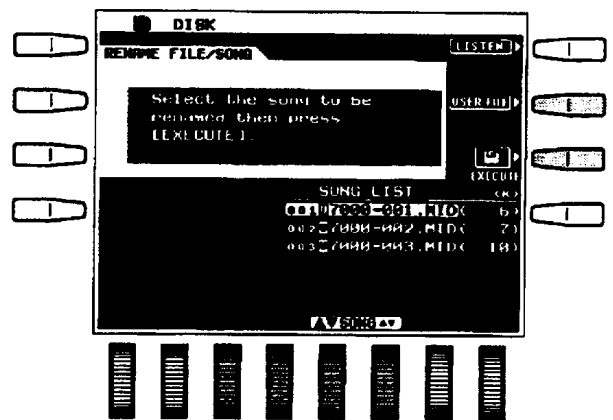 DISK
LISTEN
RENAME FILE/SONG
Select the song to be
renamed then press
[EXECUTE].
USER FILE
EXECUTE
SONG LIST (K)
001 7000-001.MID( 6)
002 7000-002.MID( 7)
003 7000-003.MID( 10)
▲▼SONG▲▼